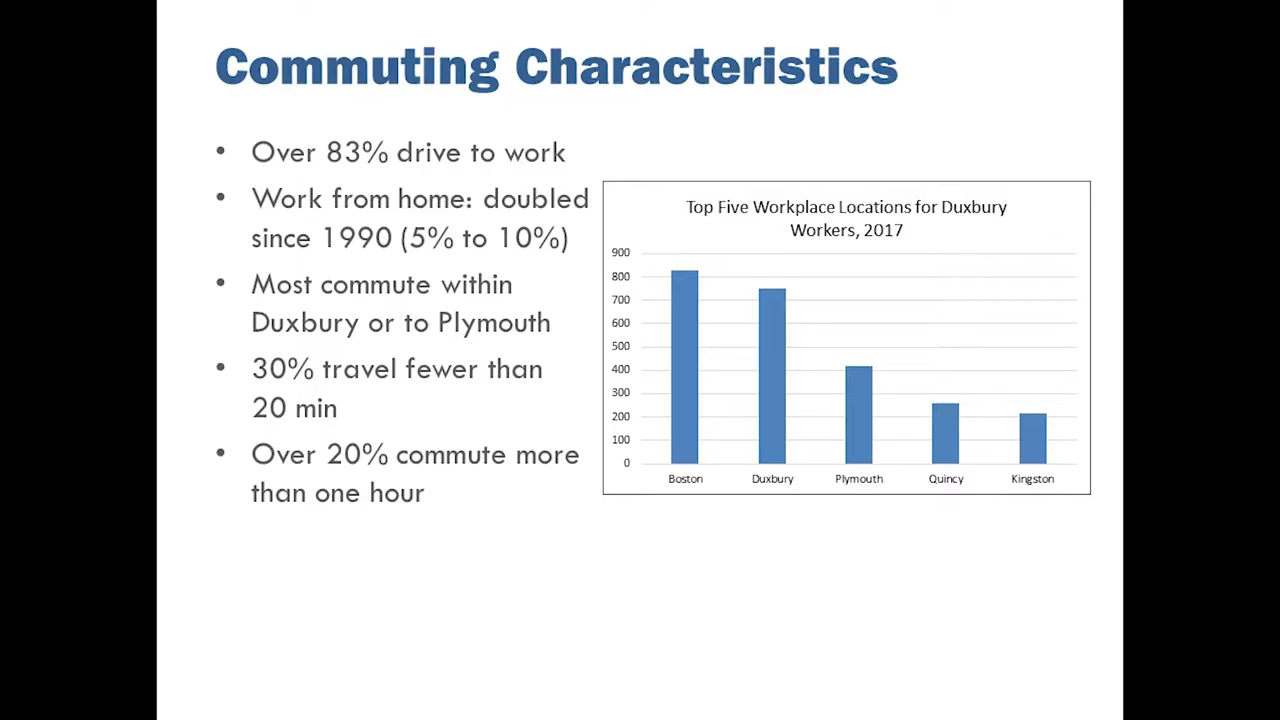 Commuting Characteristics
• Over 83% drive to work
• Work from home: doubled
since 1990 (5% to 10%)
• Most commute within
Duxbury or to Plymouth
• 30% travel fewer than
20 min
• Over 20% commute more
than one hour
Top Five Workplace Locations for Duxbury
Workers, 2017
900
800
700
600
500
400
300
200
100
0
Boston Duxbury Plymouth Quincy Kingston